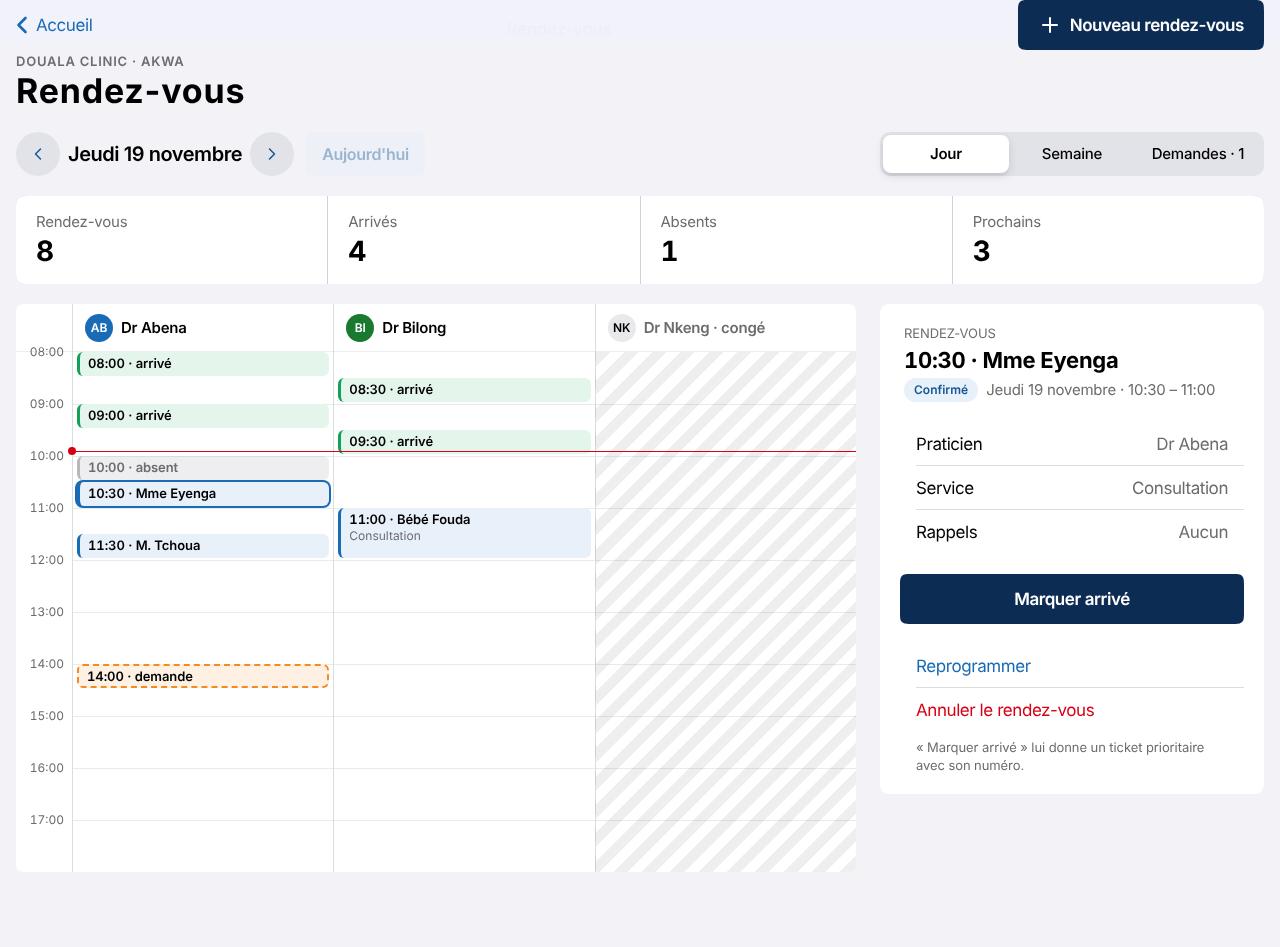 Accueil
Rendez-vous
Nouveau rendez-vous
DOUALA CLINIC · AKWA
Rendez-vous
Jeudi 19 novembre
Aujourd'hui
Jour
Semaine
Demandes · 1
Rendez-vous
8
Arrivés
4
Absents
1
Prochains
3
AB Dr Abena
BI Dr Bilong
NK Dr Nkeng · congé
08:00
09:00
10:00
11:00
12:00
13:00
14:00
15:00
16:00
17:00
08:00 · arrivé
09:00 · arrivé
10:00 · absent
10:30 · Mme Eyenga
11:30 · M. Tchoua
14:00 · demande
08:30 · arrivé
09:30 · arrivé
11:00 · Bébé Fouda
Consultation
RENDEZ-VOUS
10:30 · Mme Eyenga
Confirmé Jeudi 19 novembre · 10:30 – 11:00
Praticien Dr Abena
Service Consultation
Rappels Aucun
Marquer arrivé
Reprogrammer
Annuler le rendez-vous
« Marquer arrivé » lui donne un ticket prioritaire
avec son numéro.